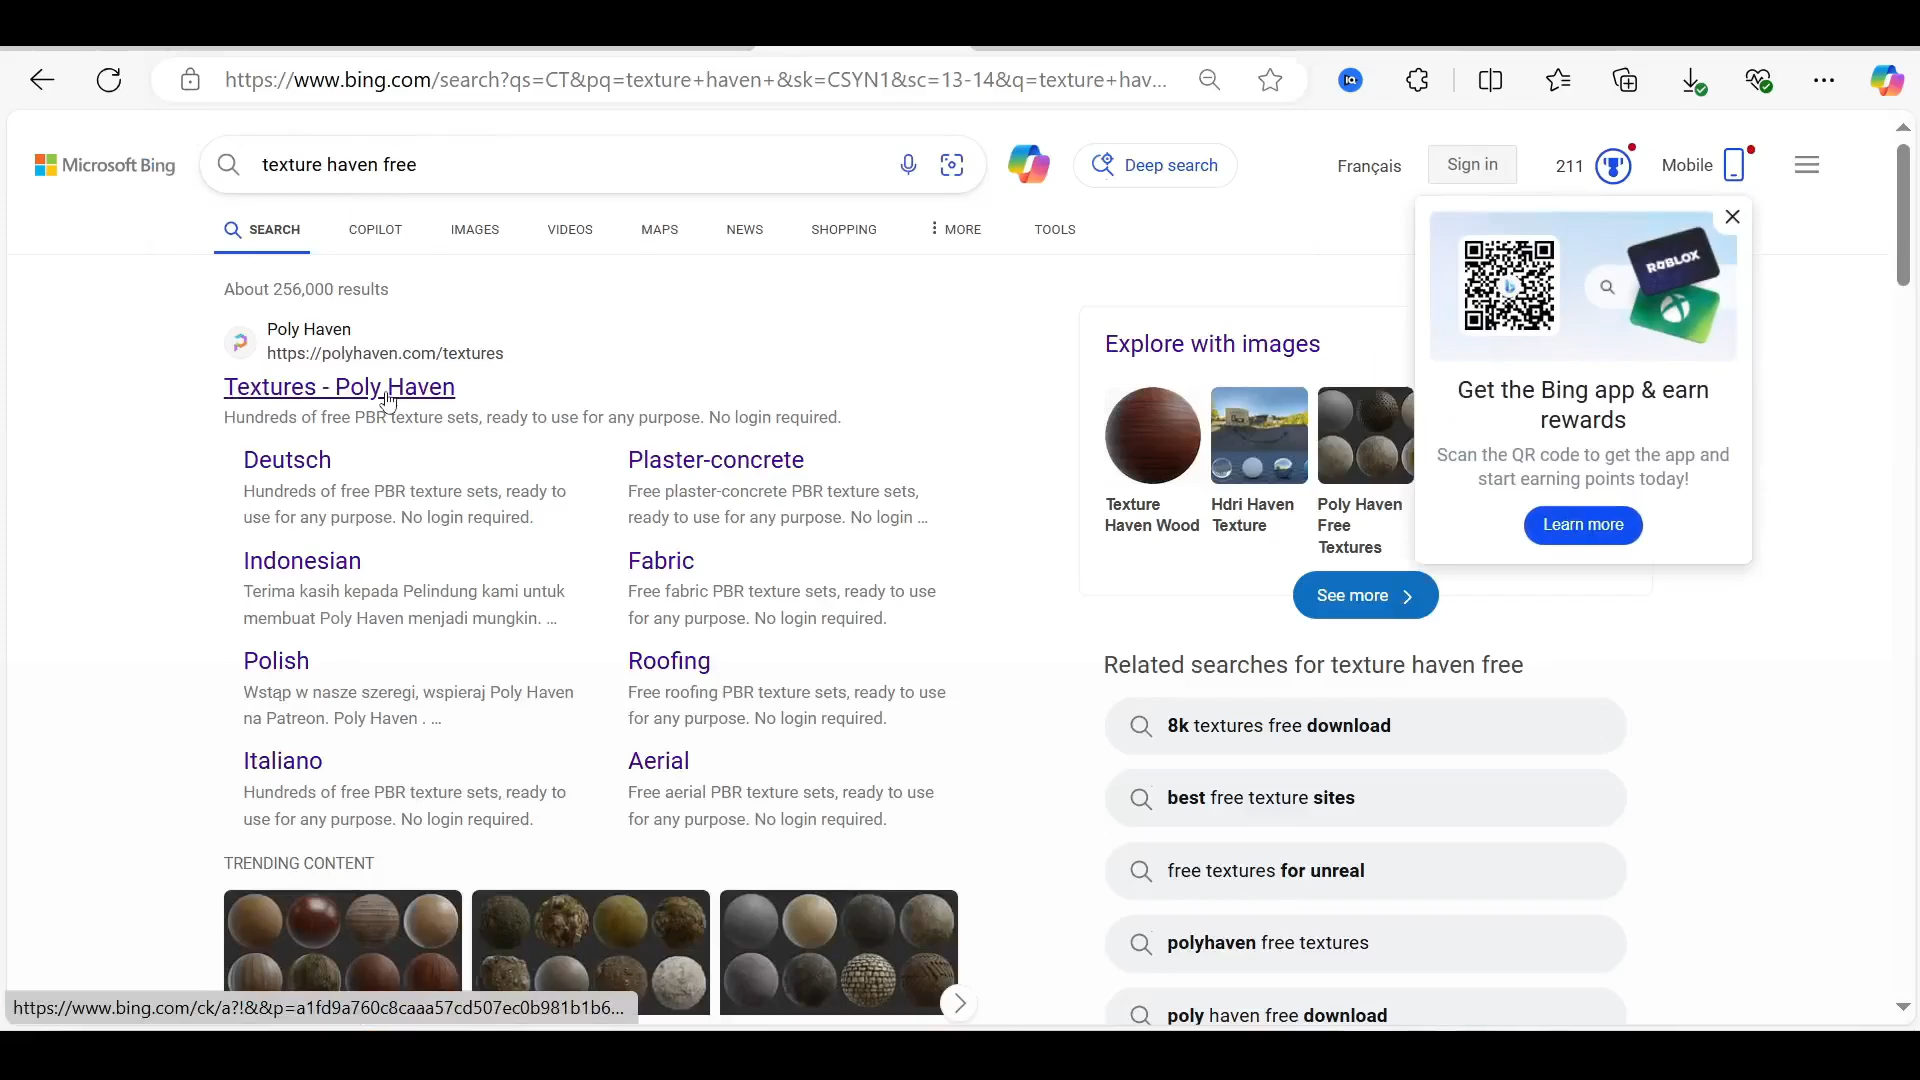 https://www.bing.com/search?qs=CT&pq=texture+haven+&sk=CSYN1&sc=13-14&q=texture+hav...
Microsoft Bing
texture haven free
Deep search
Français
Sign in
211
Mobile
SEARCH
COPILOT
IMAGES
VIDEOS
MAPS
NEWS
SHOPPING
MORE
TOOLS
About 256,000 results
Poly Haven
https://polyhaven.com/textures
Textures - Poly Haven
Hundreds of free PBR texture sets, ready to use for any purpose. No login required.
Deutsch
Hundreds of free PBR texture sets, ready to
use for any purpose. No login required.
Plaster-concrete
Free plaster-concrete PBR texture sets,
ready to use for any purpose. No login ...
Indonesian
Terima kasih kepada Pelindung kami untuk
membuat Poly Haven menjadi mungkin. ...
Fabric
Free fabric PBR texture sets, ready to use
for any purpose. No login required.
Polish
Wstąp w nasze szeregi, wspieraj Poly Haven
na Patreon. Poly Haven . ...
Roofing
Free roofing PBR texture sets, ready to use
for any purpose. No login required.
Italiano
Hundreds of free PBR texture sets, ready to
use for any purpose. No login required.
Aerial
Free aerial PBR texture sets, ready to use
for any purpose. No login required.
TRENDING CONTENT
https://www.bing.com/ck/a?!&&p=a1fd9a760c8caaa57cd507ec0b981b1b6...
Explore with images
Texture
Haven Wood
Hdri Haven
Texture
Poly Haven
Free
Textures
See more
ROBLOX
Get the Bing app & earn
rewards
Scan the QR code to get the app and
start earning points today!
Learn more
Related searches for texture haven free
8k textures free download
best free texture sites
free textures for unreal
polyhaven free textures
poly haven free download